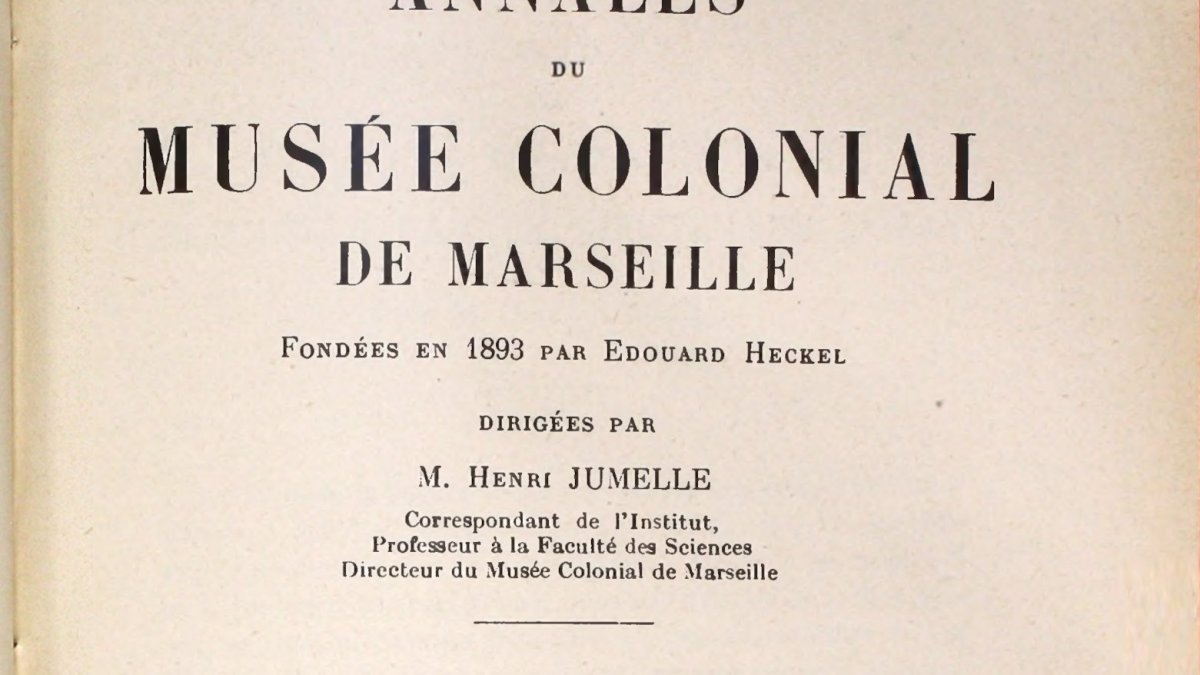 ANNALES
DU
MUSÉE COLONIAL
DE MARSEILLE
FONDÉES EN 1893 PAR EDOUARD HECKEL
DIRIGÉES PAR
M. HENRI JUMELLE
Correspondant de l'Institut,
Professeur à la Faculté des Sciences
Directeur du Musée Colonial de Marseille